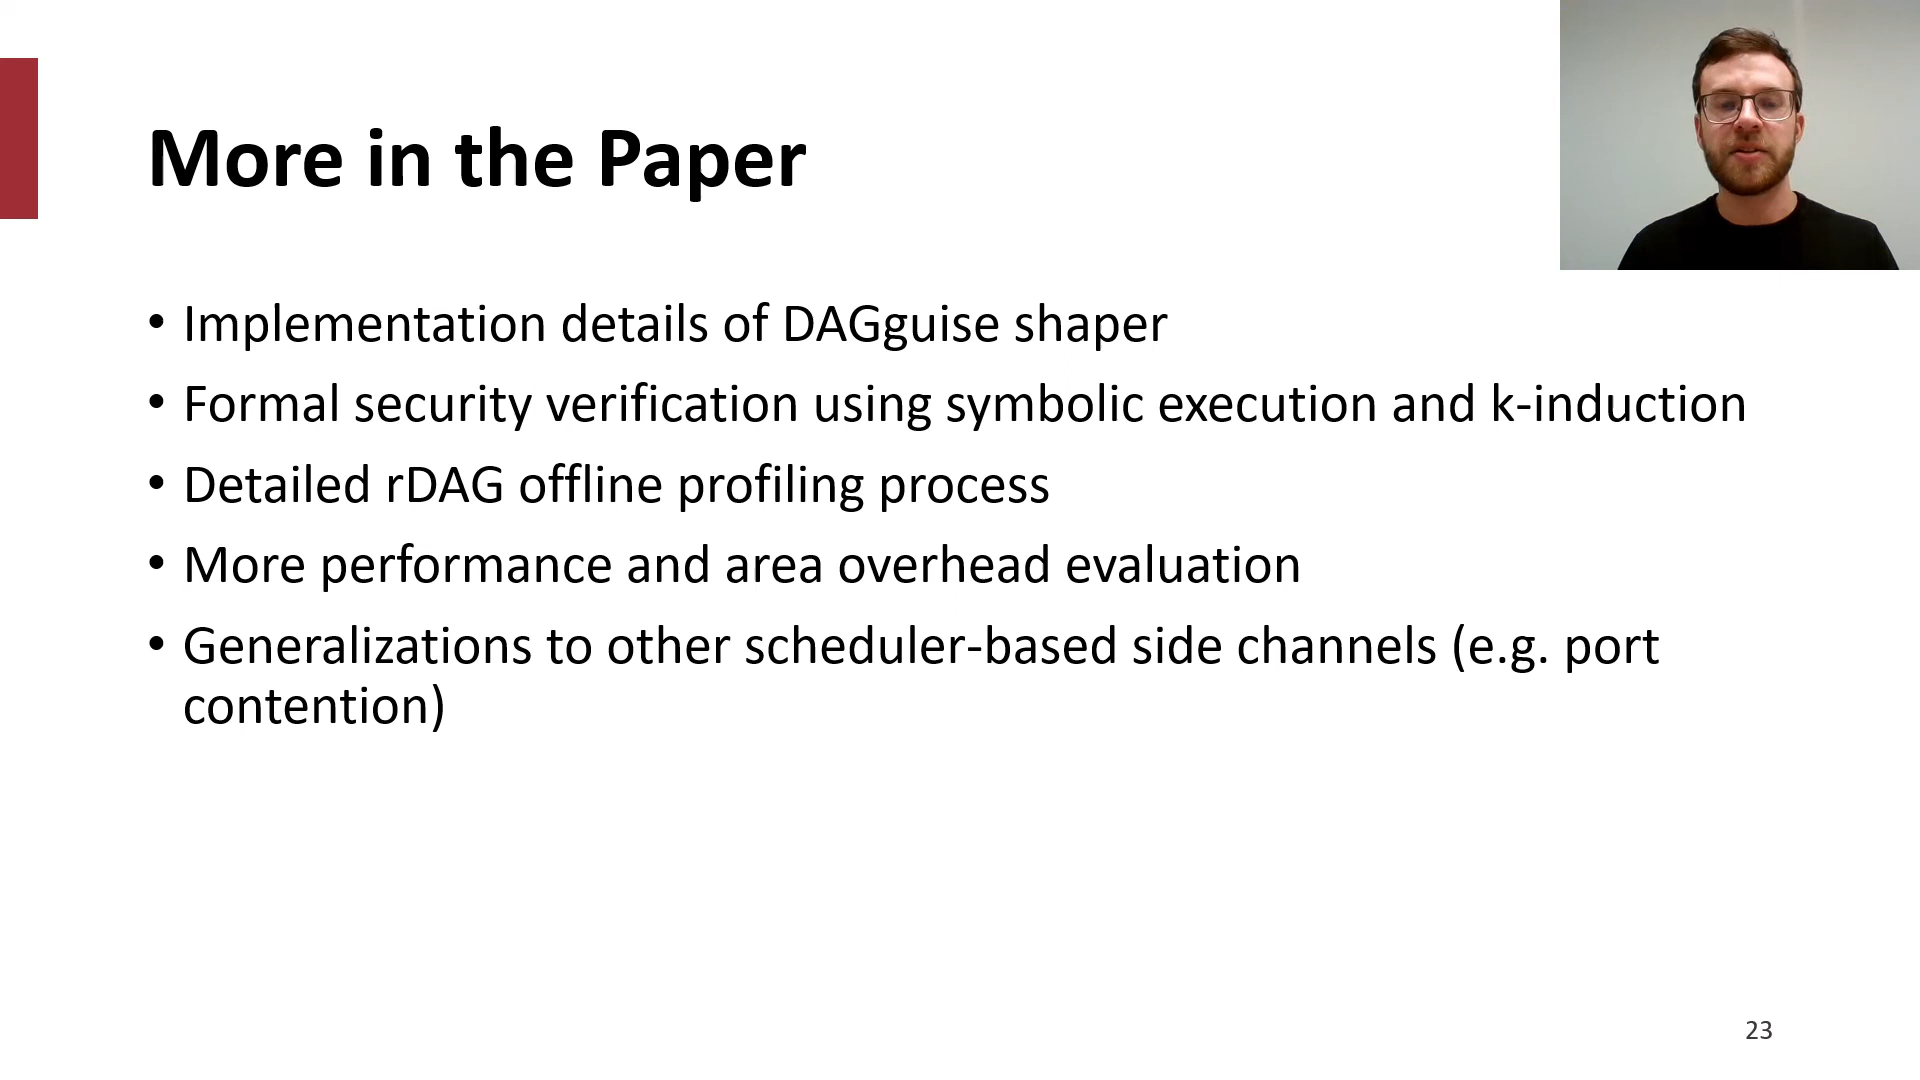 More in the Paper
• Implementation details of DAGguise shaper
• Formal security verification using symbolic execution and k-induction
• Detailed rDAG offline profiling process
• More performance and area overhead evaluation
• Generalizations to other scheduler-based side channels (e.g. port
contention)
23